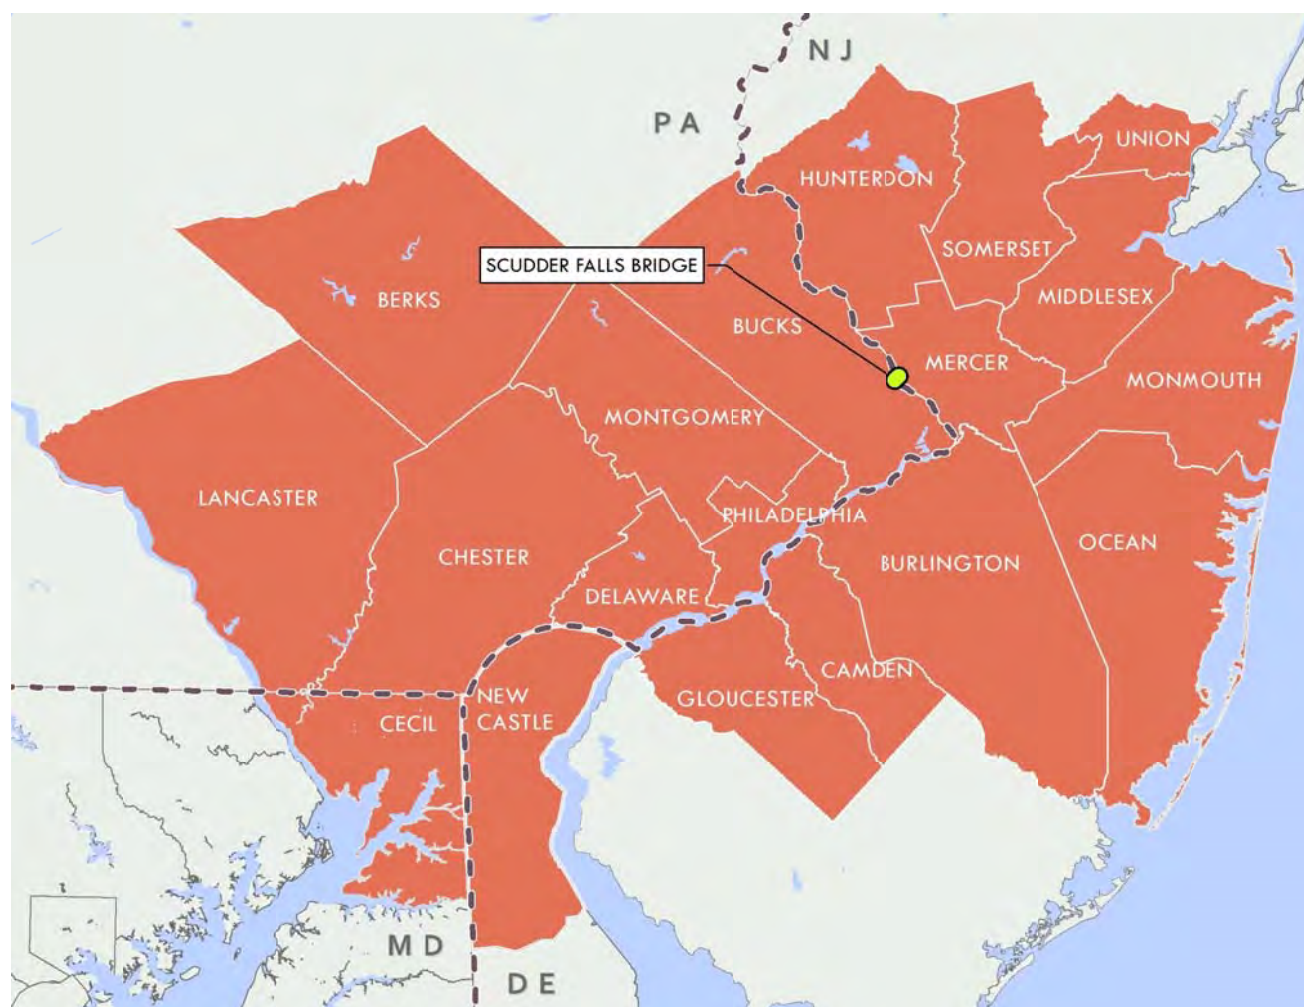 NJ
PA
UNION
HUNTERDON
SOMERSET
SCUDDER FALLS BRIDGE
MIDDLESEX
BERKS
BUCKS
MERCER
MONMOUTH
MONTGOMERY
LANCASTER
PHILADELPHIA
OCEAN
CHESTER
BURLINGTON
DELAWARE
CAMDEN
GLOUCESTER
NEW
CASTLE
CECIL
MD
DE